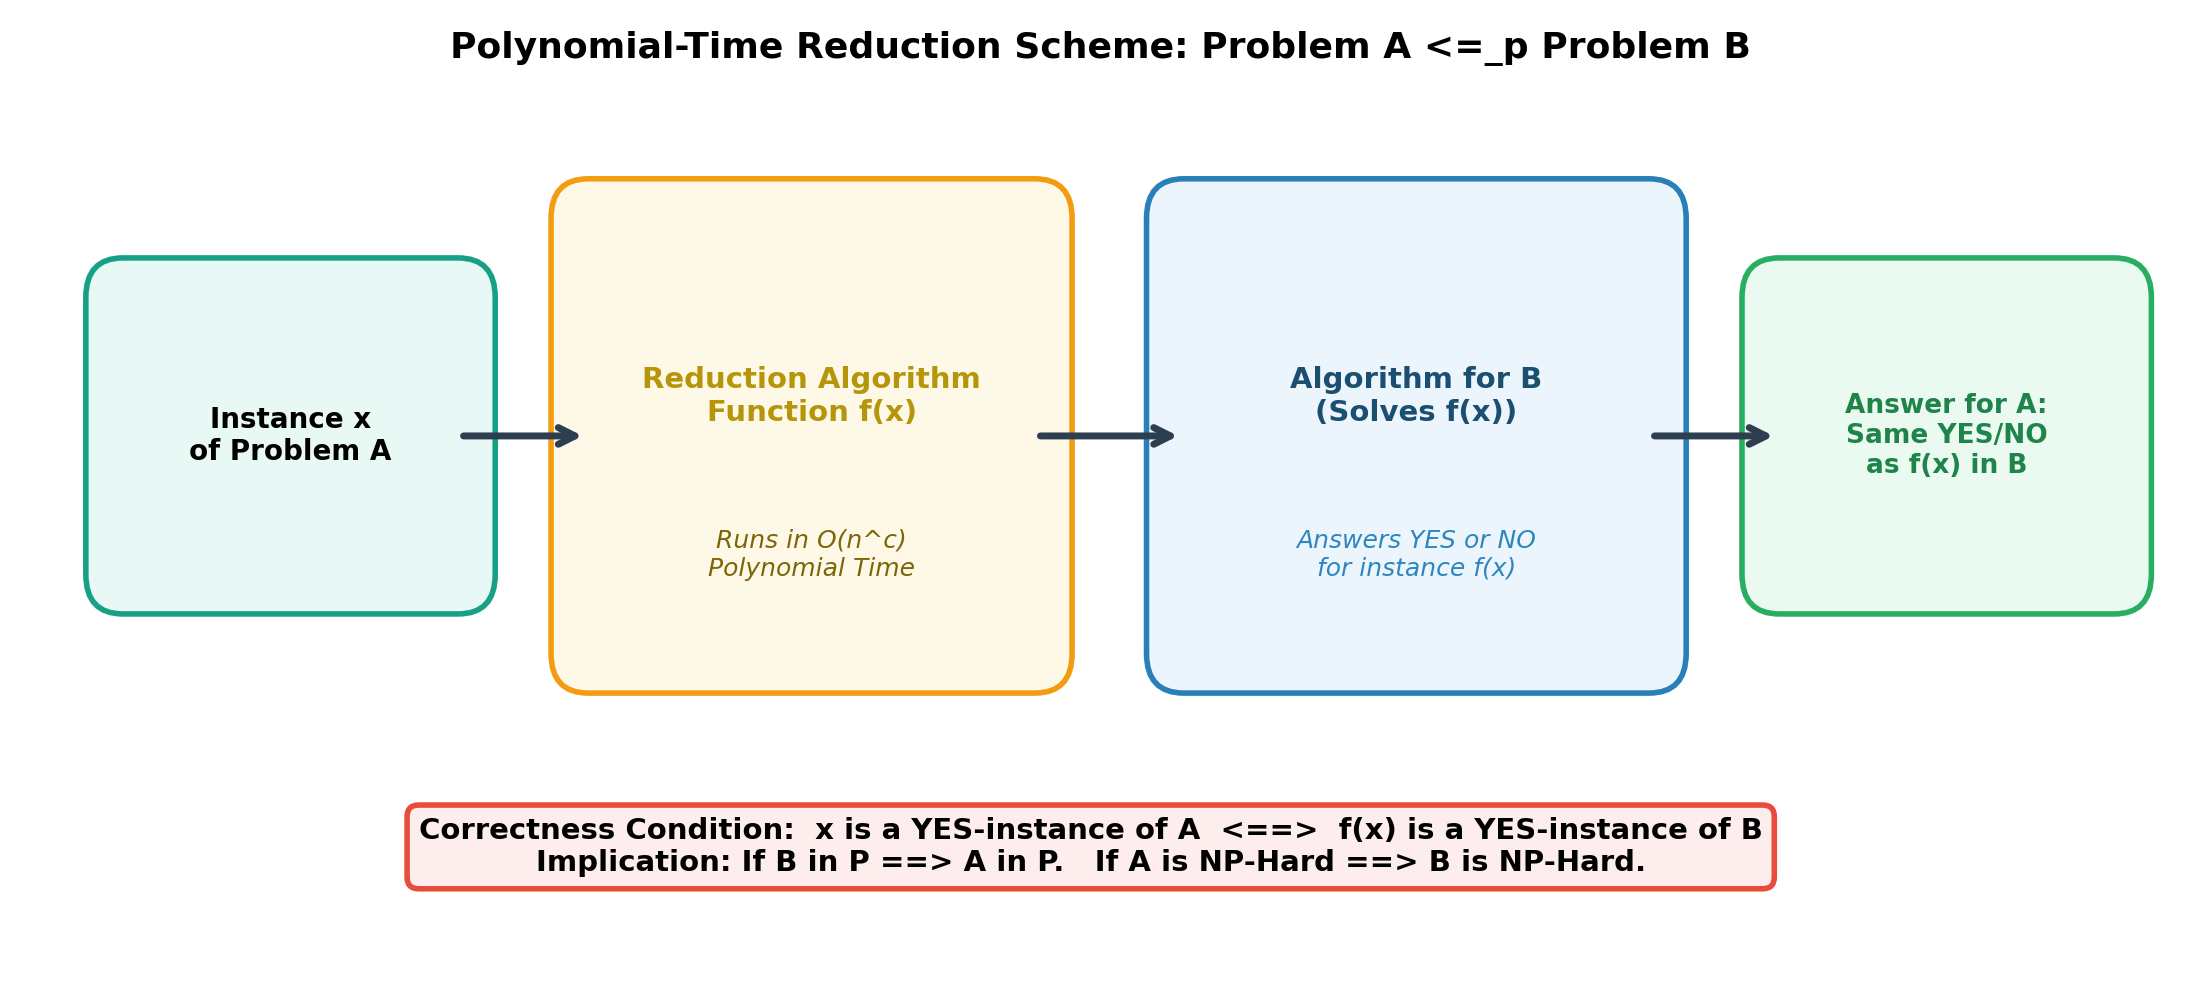 Polynomial-Time Reduction Scheme: Problem A <=_p Problem B
Instance x
of Problem A
Reduction Algorithm
Function f(x)
Runs in O(n^c)
Polynomial Time
Algorithm for B
(Solves f(x))
Answers YES or NO
for instance f(x)
Answer for A:
Same YES/NO
as f(x) in B
Correctness Condition:  x is a YES-instance of A  <==>  f(x) is a YES-instance of B
Implication: If B in P ==> A in P.   If A is NP-Hard ==> B is NP-Hard.